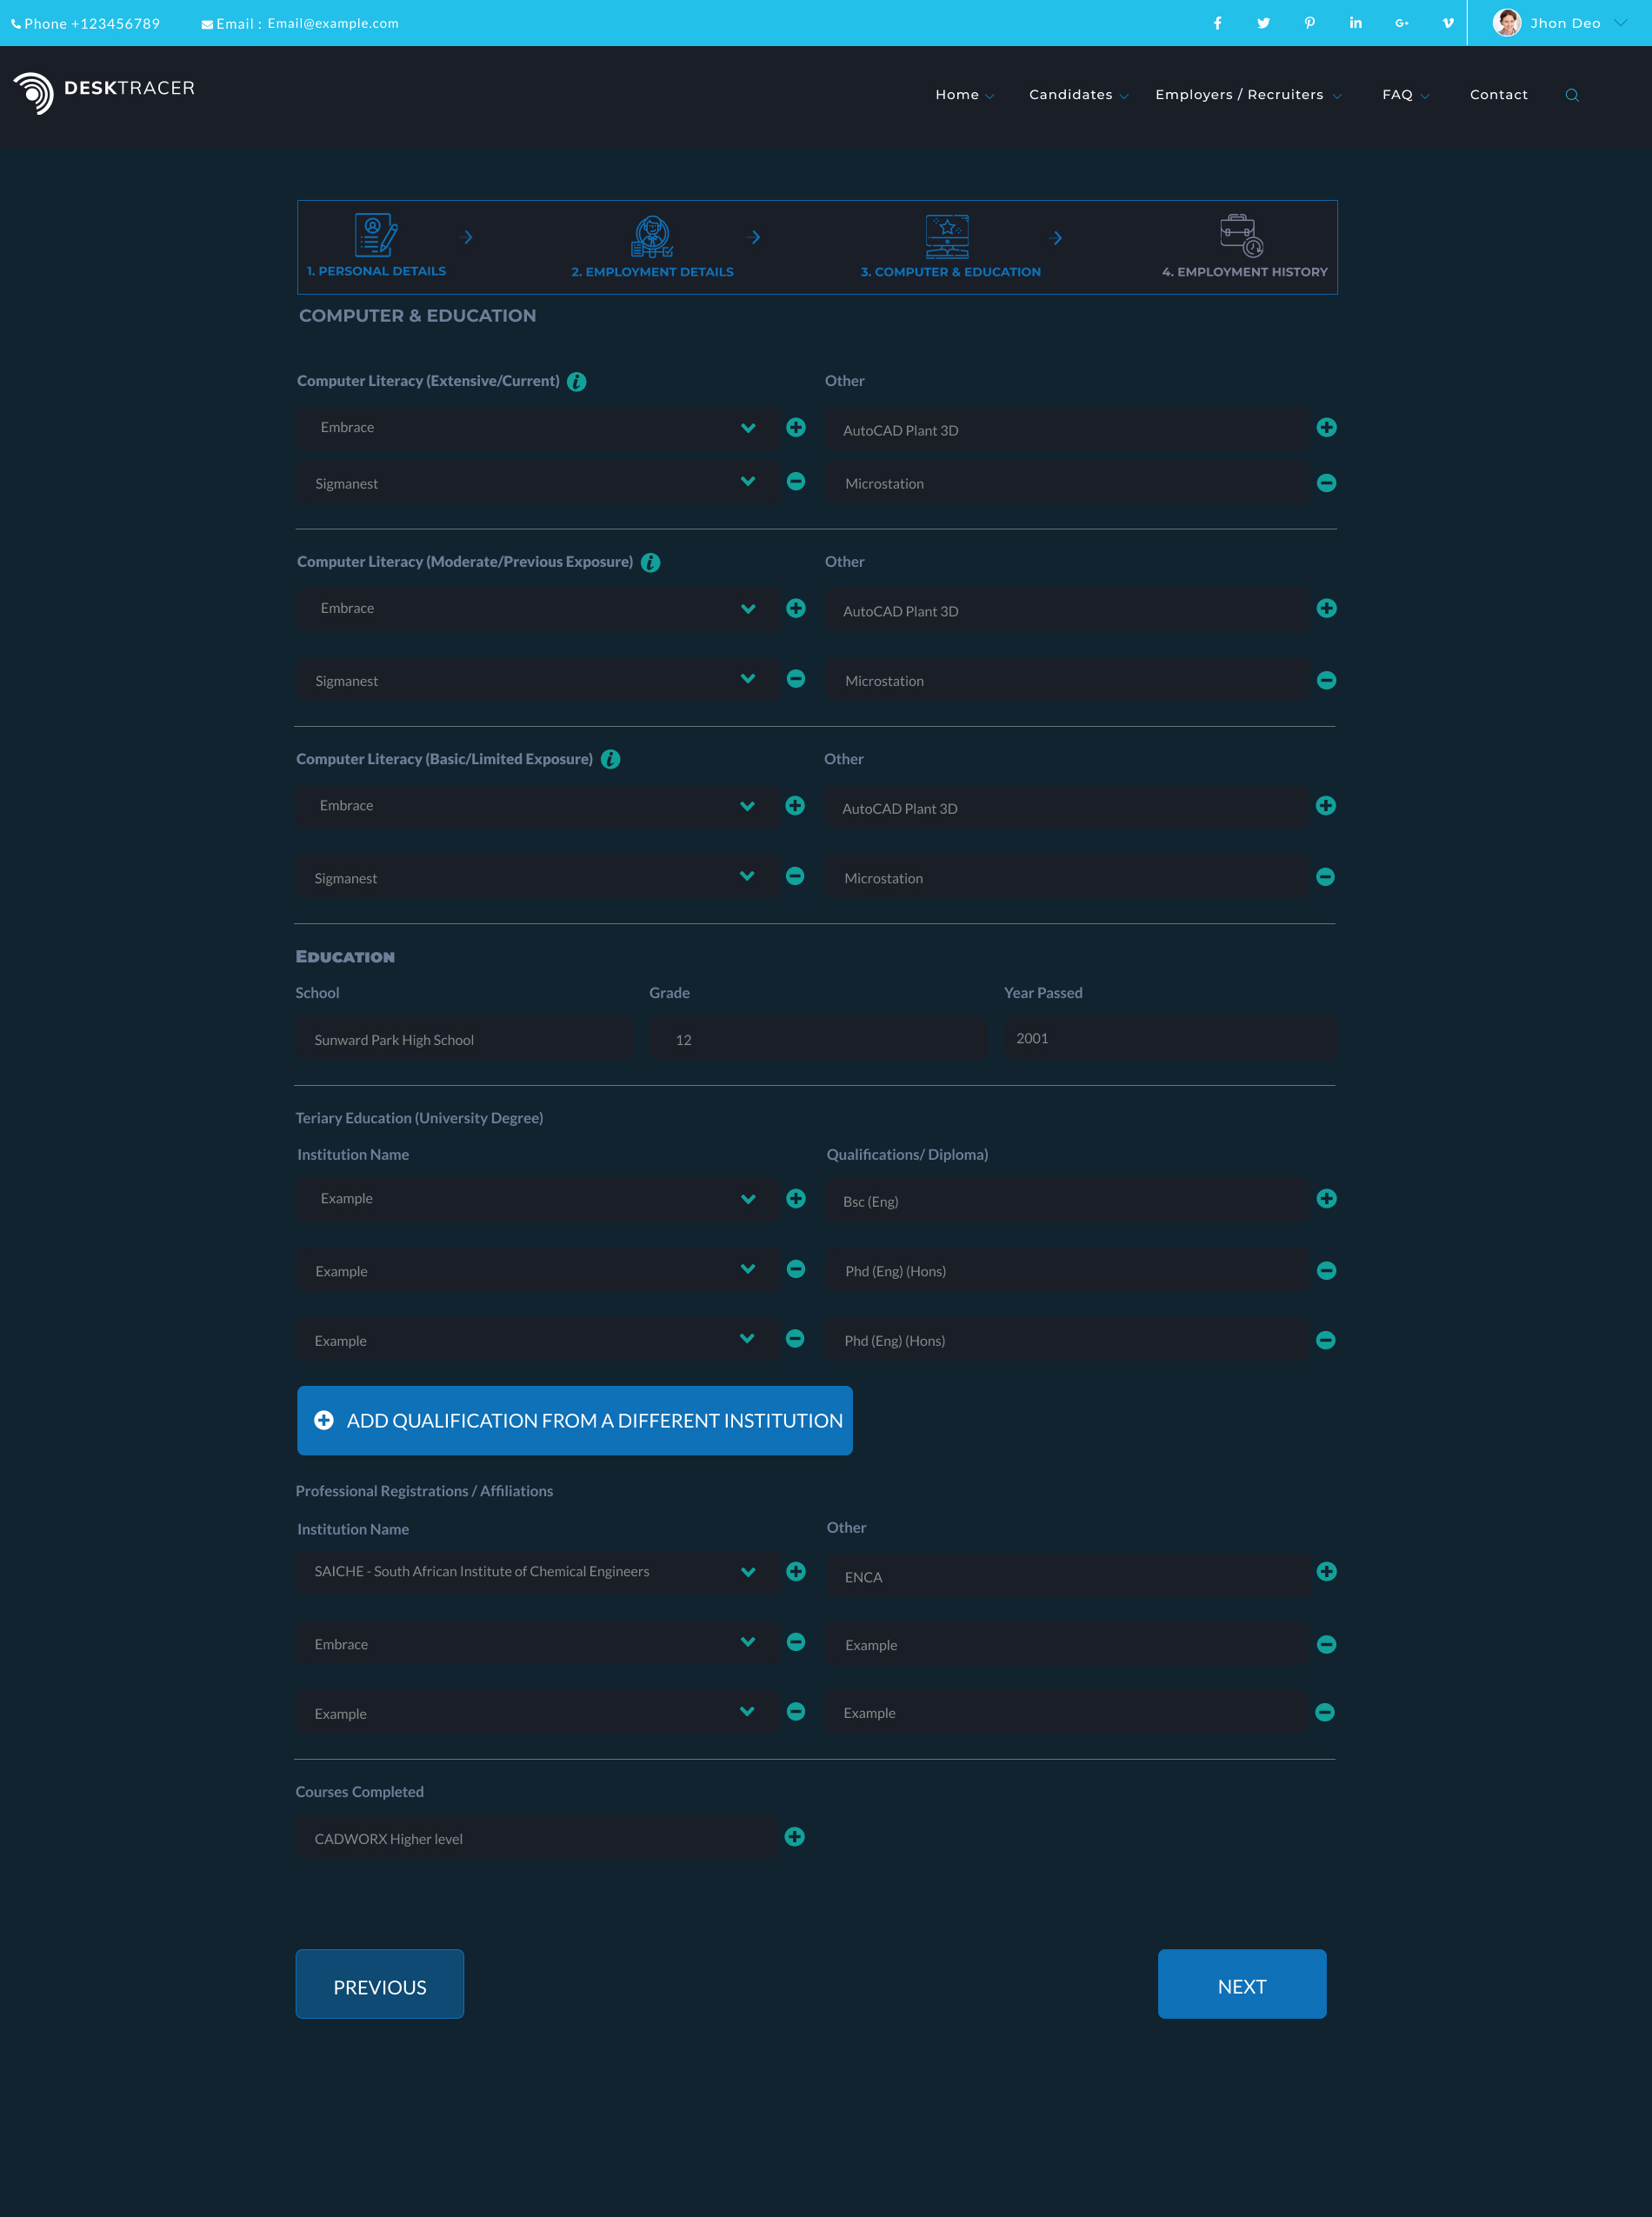 Phone +123456789 Email : Email@example.com Jhon Deo
DESKTRACER Home Candidates Employers / Recruiters FAQ Contact
1. PERSONAL DETAILS 2. EMPLOYMENT DETAILS 3. COMPUTER & EDUCATION 4. EMPLOYMENT HISTORY
COMPUTER & EDUCATION
Computer Literacy (Extensive/Current) Other
Embrace AutoCAD Plant 3D
Sigmanest Microstation
Computer Literacy (Moderate/Previous Exposure) Other
Embrace AutoCAD Plant 3D
Sigmanest Microstation
Computer Literacy (Basic/Limited Exposure) Other
Embrace AutoCAD Plant 3D
Sigmanest Microstation
EDUCATION
School Grade Year Passed
Sunward Park High School 12 2001
Teriary Education (University Degree)
Institution Name Qualifications/ Diploma)
Example Bsc (Eng)
Example Phd (Eng) (Hons)
Example Phd (Eng) (Hons)
ADD QUALIFICATION FROM A DIFFERENT INSTITUTION
Professional Registrations / Affiliations
Institution Name Other
SAICHE - South African Institute of Chemical Engineers ENCA
Embrace Example
Example Example
Courses Completed
CADWORX Higher level
PREVIOUS NEXT